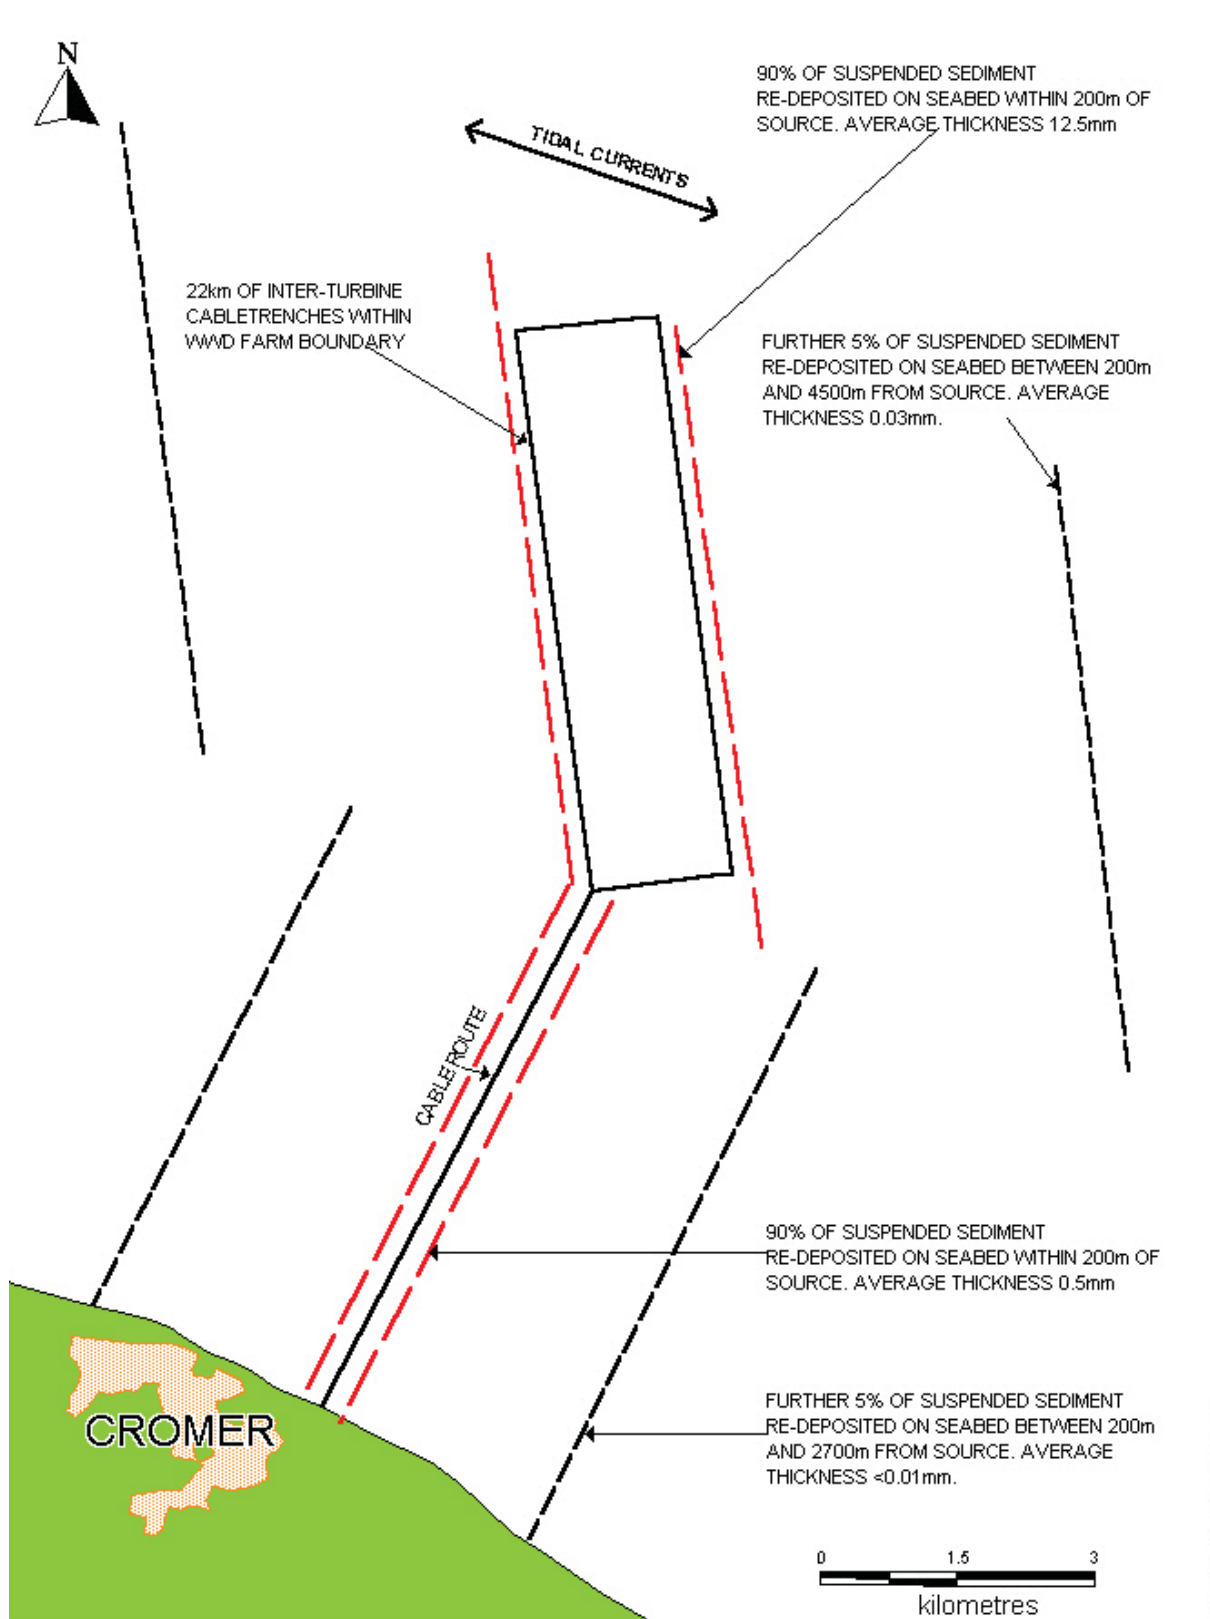 N
90% OF SUSPENDED SEDIMENT
RE-DEPOSITED ON SEABED WITHIN 200m OF
SOURCE. AVERAGE THICKNESS 12.5mm
TIDAL CURRENTS
22km OF INTER-TURBINE
CABLETRENCHES WITHIN
WWD FARM BOUNDARY
FURTHER 5% OF SUSPENDED SEDIMENT
RE-DEPOSITED ON SEABED BETWEEN 200m
AND 4500m FROM SOURCE. AVERAGE
THICKNESS 0.03mm.
CABLE ROUTE
90% OF SUSPENDED SEDIMENT
RE-DEPOSITED ON SEABED WITHIN 200m OF
SOURCE. AVERAGE THICKNESS 0.5mm
CROMER
FURTHER 5% OF SUSPENDED SEDIMENT
RE-DEPOSITED ON SEABED BETWEEN 200m
AND 2700m FROM SOURCE. AVERAGE
THICKNESS <0.01mm.
0 1.5 3
kilometres